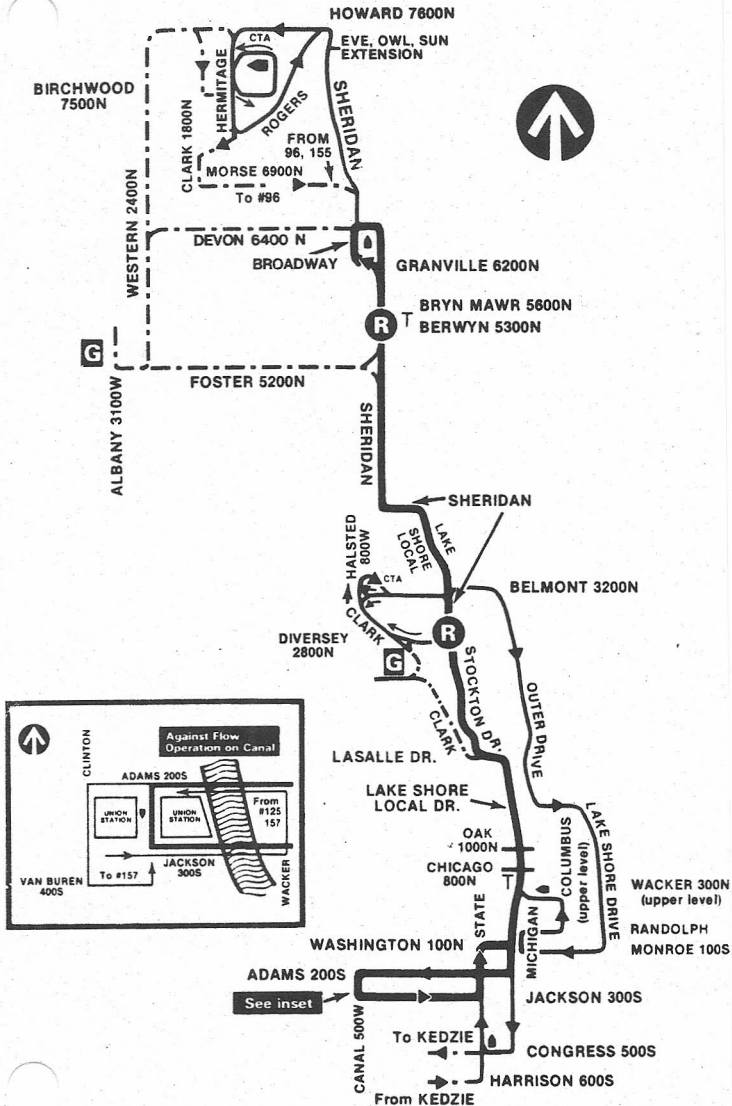 HOWARD 7600N
CTA
EVE, OWL, SUN
EXTENSION
BIRCHWOOD
7500N
HERMITAGE
ROGERS
SHERIDAN
CLARK 1800N
FROM
96, 155
MORSE 6900N
To #96
WESTERN 2400N
DEVON 6400 N
BROADWAY
GRANVILLE 6200N
R
T
BRYN MAWR 5600N
BERWYN 5300N
G
FOSTER 5200N
ALBANY 3100W
SHERIDAN
SHERIDAN
LAKE
SHORE
LOCAL
HALSTED
800W
CTA
BELMONT 3200N
CLARK
DIVERSEY
2800N
R
G
STOCKTON DR.
OUTER DRIVE
CLARK
LASALLE DR.
LAKE SHORE
LOCAL DR.
OAK
1000N
CHICAGO
800N
T
COLUMBUS
(upper level)
LAKE SHORE DRIVE
WACKER 300N
(upper level)
RANDOLPH
MONROE 100S
STATE
MICHIGAN
WASHINGTON 100N
ADAMS 200S
See inset
CANAL 500W
JACKSON 300S
To KEDZIE
CONGRESS 500S
HARRISON 600S
From KEDZIE
Against Flow
Operation on Canal
CLINTON
ADAMS 200S
UNION
STATION
UNION
STATION
From
#125
157
To #157
JACKSON
300S
VAN BUREN
400S
WACKER